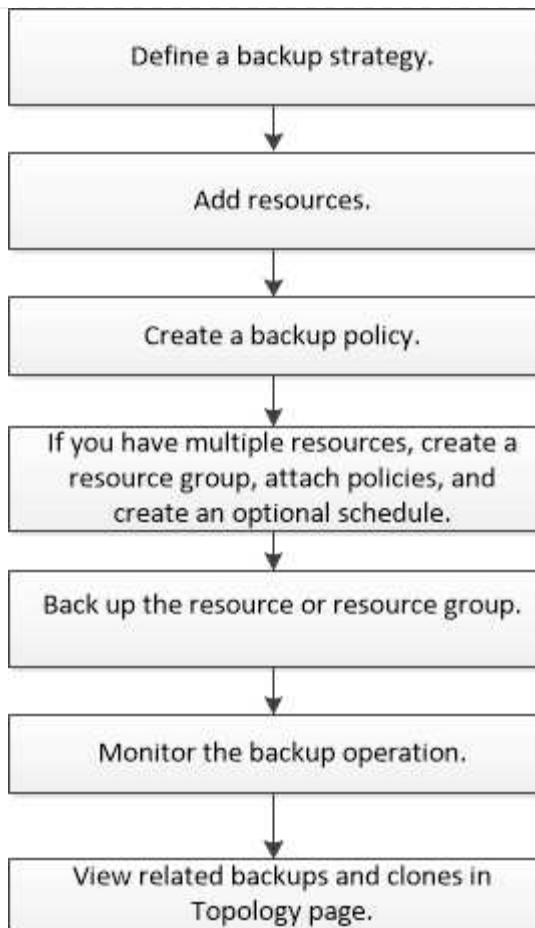 Define a backup strategy.
Add resources.
Create a backup policy.
If you have multiple resources, create a
resource group, attach policies, and
create an optional schedule.
Back up the resource or resource group.
Monitor the backup operation.
View related backups and clones in
Topology page.